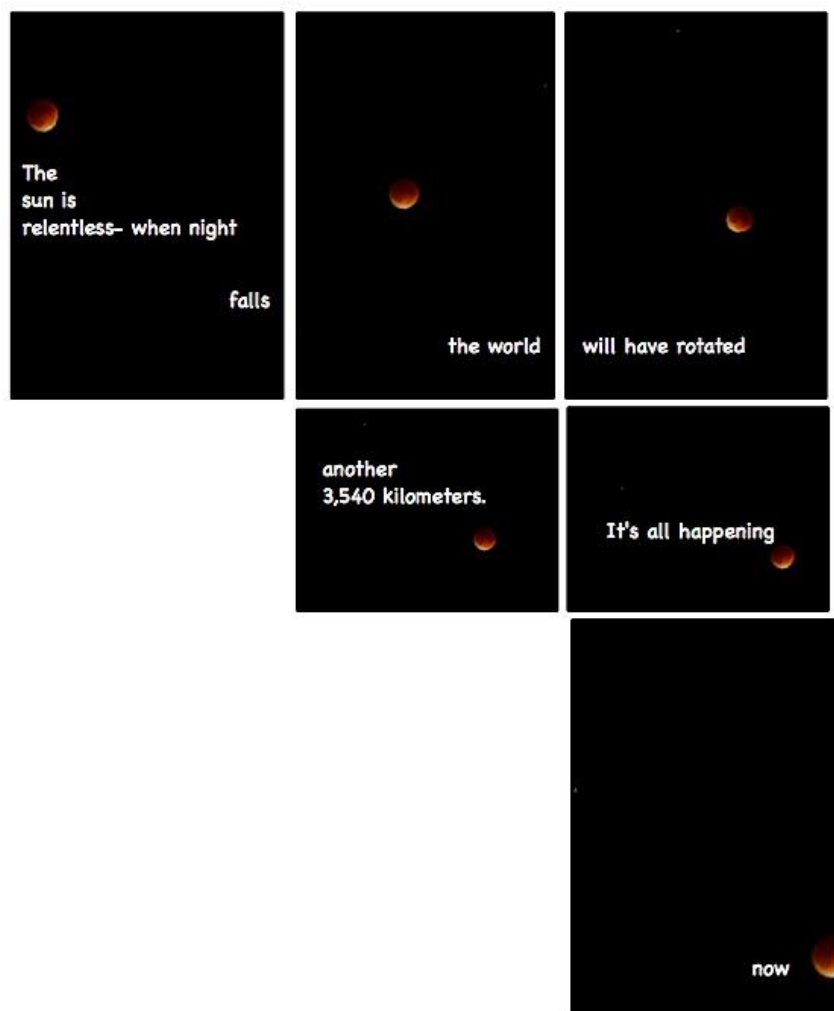 The
sun is
relentless– when night
falls
the world
will have rotated
another
3,540 kilometers.
It's all happening
now